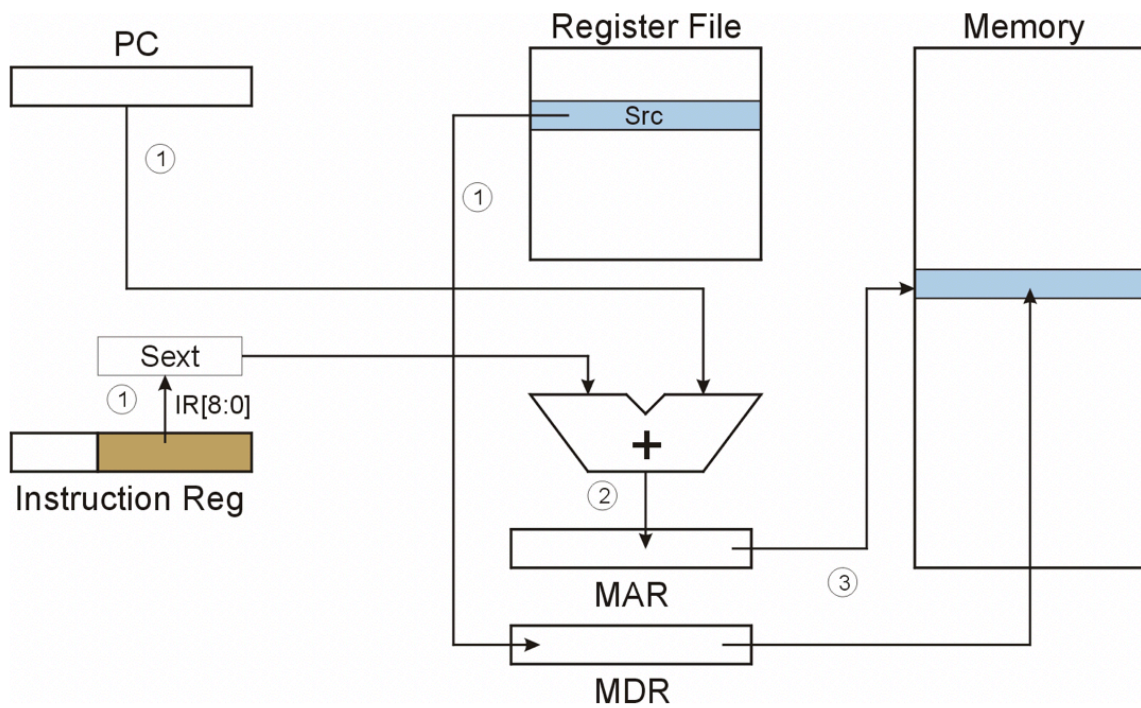 PC
Register File
Memory
Src
1
1
Sext
1
IR[8:0]
+
Instruction Reg
2
MAR
3
MDR